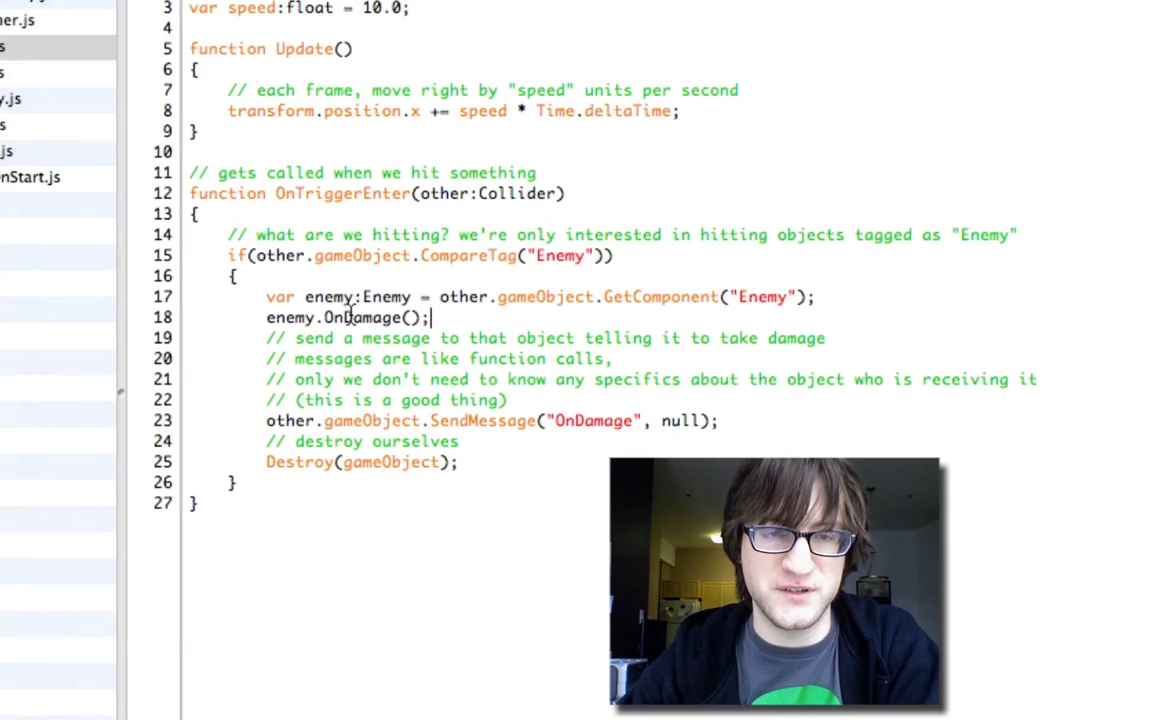 ner.js
s
s
y.js
s
js
nStart.js
3 var speed:float = 10.0;
4
5 function Update()
6 {
7 // each frame, move right by "speed" units per second
8 transform.position.x += speed * Time.deltaTime;
9 }
10
11 // gets called when we hit something
12 function OnTriggerEnter(other:Collider)
13 {
14 // what are we hitting? we're only interested in hitting objects tagged as "Enemy"
15 if(other.gameObject.CompareTag("Enemy"))
16 {
17 var enemy:Enemy = other.gameObject.GetComponent("Enemy");
18 enemy.OnDamage();
19 // send a message to that object telling it to take damage
20 // messages are like function calls,
21 // only we don't need to know any specifics about the object who is receiving it
22 // (this is a good thing)
23 other.gameObject.SendMessage("OnDamage", null);
24 // destroy ourselves
25 Destroy(gameObject);
26 }
27 }